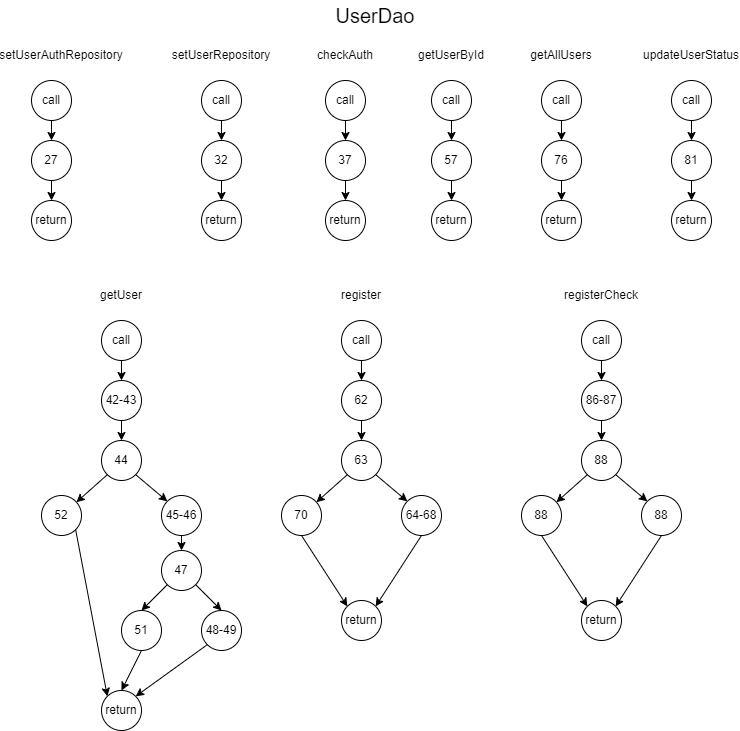 UserDao
setUserAuthRepository setUserRepository checkAuth getUserById getAllUsers updateUserStatus
call call call call call call
27 32 37 57 76 81
return return return return return return
getUser register registerCheck
call call call
42-43 62 86-87
44 63 88
52 45-46 70 64-68 88 88
47
51 48-49 return return
return